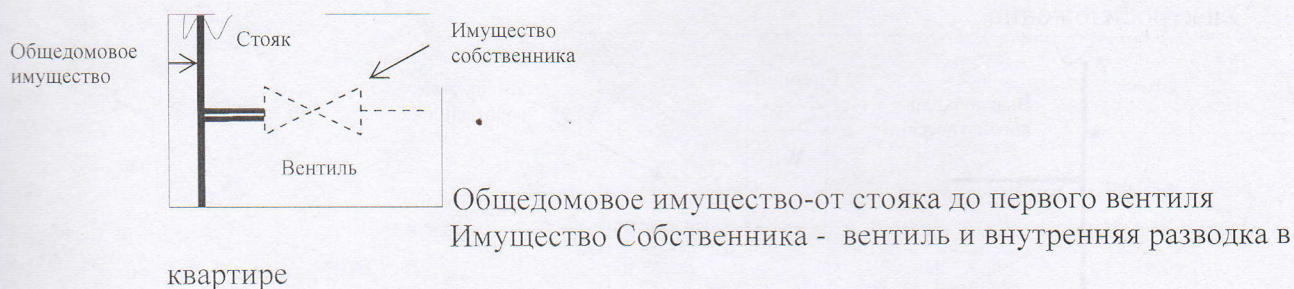 Общедомовое
имущество
Стояк
Имущество
собственника
Вентиль
Общедомовое имущество-от стояка до первого вентиля
Имущество Собственника - вентиль и внутренняя разводка в
квартире